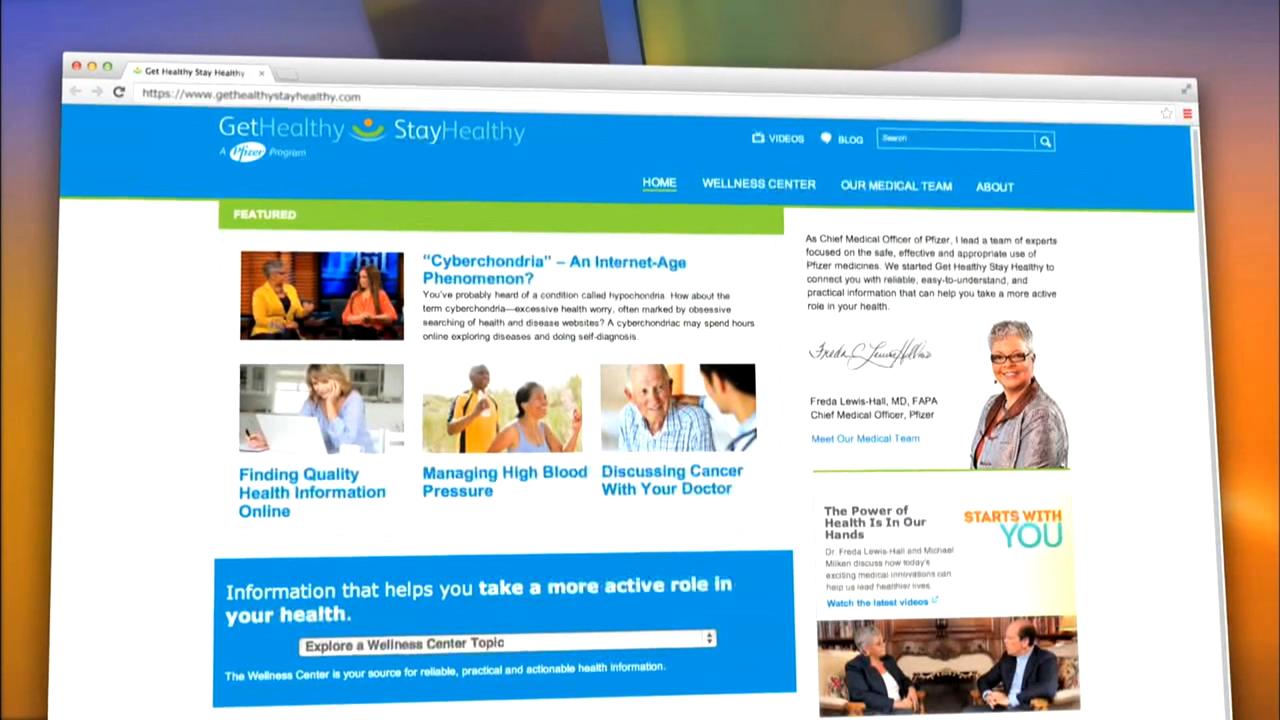 Get Healthy Stay Healthy
https://www.gethealthystayhealthy.com
GetHealthy StayHealthy
A Pfizer Program
VIDEOS
BLOG
Search
HOME
WELLNESS CENTER
OUR MEDICAL TEAM
ABOUT
FEATURED
“Cyberchondria” – An Internet-Age
Phenomenon?
You've probably heard of a condition called hypochondria. How about the
term cyberchondria—excessive health worry, often marked by obsessive
searching of health and disease websites? A cyberchondriac may spend hours
online exploring diseases and doing self-diagnosis.
Finding Quality
Health Information
Online
Managing High Blood
Pressure
Discussing Cancer
With Your Doctor
Information that helps you take a more active role in
your health.
Explore a Wellness Center Topic
The Wellness Center is your source for reliable, practical and actionable health information.
As Chief Medical Officer of Pfizer, I lead a team of experts
focused on the safe, effective and appropriate use of
Pfizer medicines. We started Get Healthy Stay Healthy to
connect you with reliable, easy-to-understand, and
practical information that can help you take a more active
role in your health.
Freda Lewis-Hall, MD, FAPA
Chief Medical Officer, Pfizer
Meet Our Medical Team
The Power of
Health Is In Our
Hands
STARTS WITH
YOU
Dr. Freda Lewis-Hall and Michael
Milken discuss how today's
exciting medical innovations can
help us lead healthier lives.
Watch the latest videos